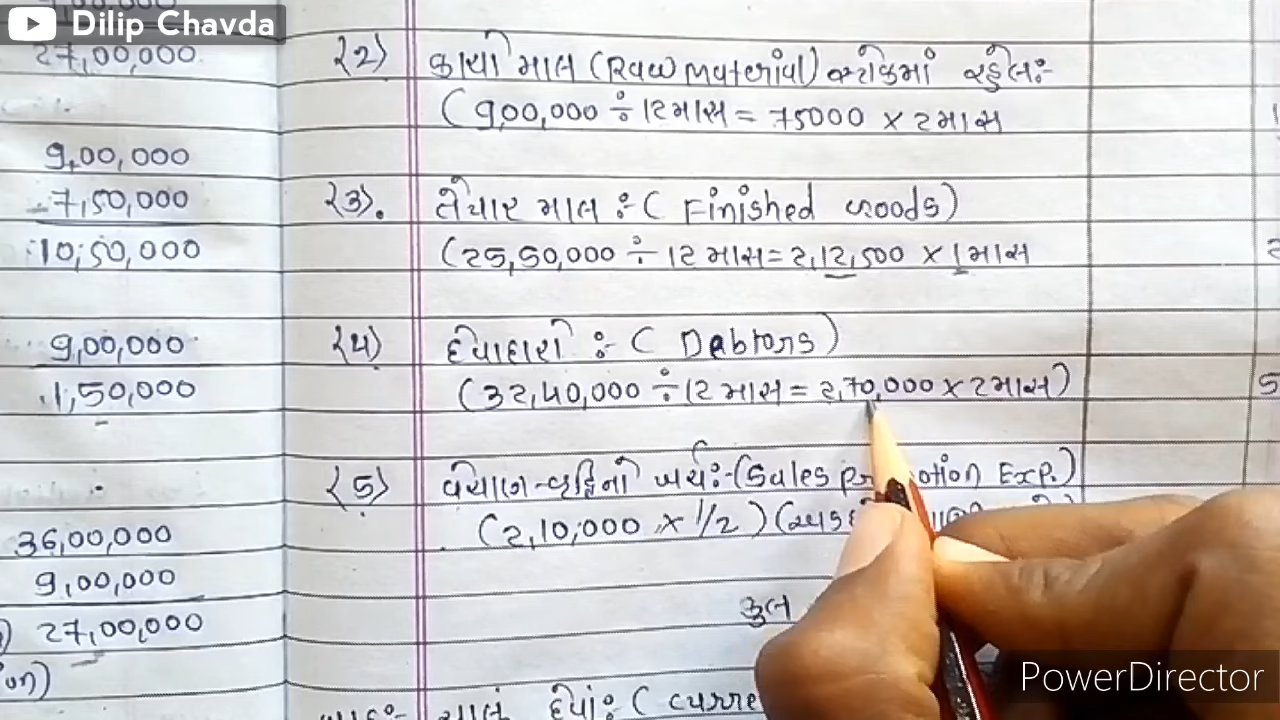 Dilip Chavda
27,00,000
(2) કાચો માલ (Raw Material) સ્ટોકમાં રહેલ:-
(9,00,000 ÷ 12 માસ = 75000 × 2 માસ
9,00,000
7,50,000
(3). તૈયાર માલ :- ( Finished Goods)
10,50,000
(25,50,000 ÷ 12 માસ = 2,12,500 × 1 માસ
9,00,000
(4) દેવાદારો :- ( Debtors)
1,50,000
(32,40,000 ÷ 12 માસ = 2,70,000 × 2 માસ)
(5) વેચાણ-વૃદ્ધિનો ખર્ચ:-(Sales Exp.)
36,00,000
(2,10,000 × 1/2)
9,00,000
27,00,000
કુલ
બાદ:- ચાલુ દેવાં :- (
PowerDirector